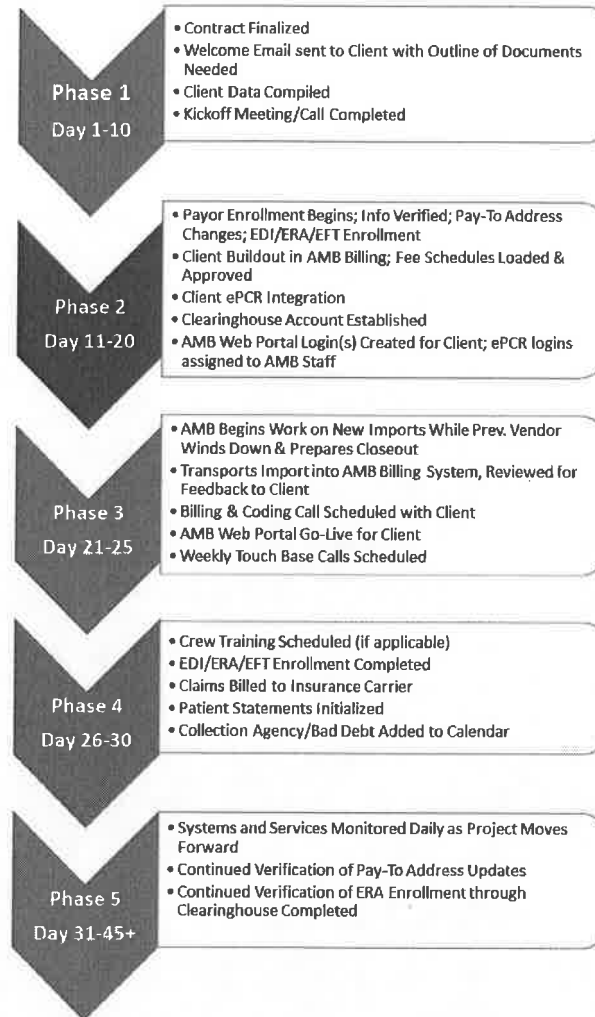 Phase 1
Day 1-10
• Contract Finalized
• Welcome Email sent to Client with Outline of Documents
Needed
• Client Data Compiled
• Kickoff Meeting/Call Completed
Phase 2
Day 11-20
• Payor Enrollment Begins; Info Verified; Pay-To Address
Changes; EDI/ERA/EFT Enrollment
• Client Buildout in AMB Billing; Fee Schedules Loaded &
Approved
• Client ePCR Integration
• Clearinghouse Account Established
• AMB Web Portal Login(s) Created for Client; ePCR logins
assigned to AMB Staff
Phase 3
Day 21-25
• AMB Begins Work on New Imports While Prev. Vendor
Winds Down & Prepares Closeout
• Transports Import into AMB Billing System, Reviewed for
Feedback to Client
• Billing & Coding Call Scheduled with Client
• AMB Web Portal Go-Live for Client
• Weekly Touch Base Calls Scheduled
Phase 4
Day 26-30
• Crew Training Scheduled (if applicable)
• EDI/ERA/EFT Enrollment Completed
• Claims Billed to Insurance Carrier
• Patient Statements Initialized
• Collection Agency/Bad Debt Added to Calendar
Phase 5
Day 31-45+
• Systems and Services Monitored Daily as Project Moves
Forward
• Continued Verification of Pay-To Address Updates
• Continued Verification of ERA Enrollment through
Clearinghouse Completed